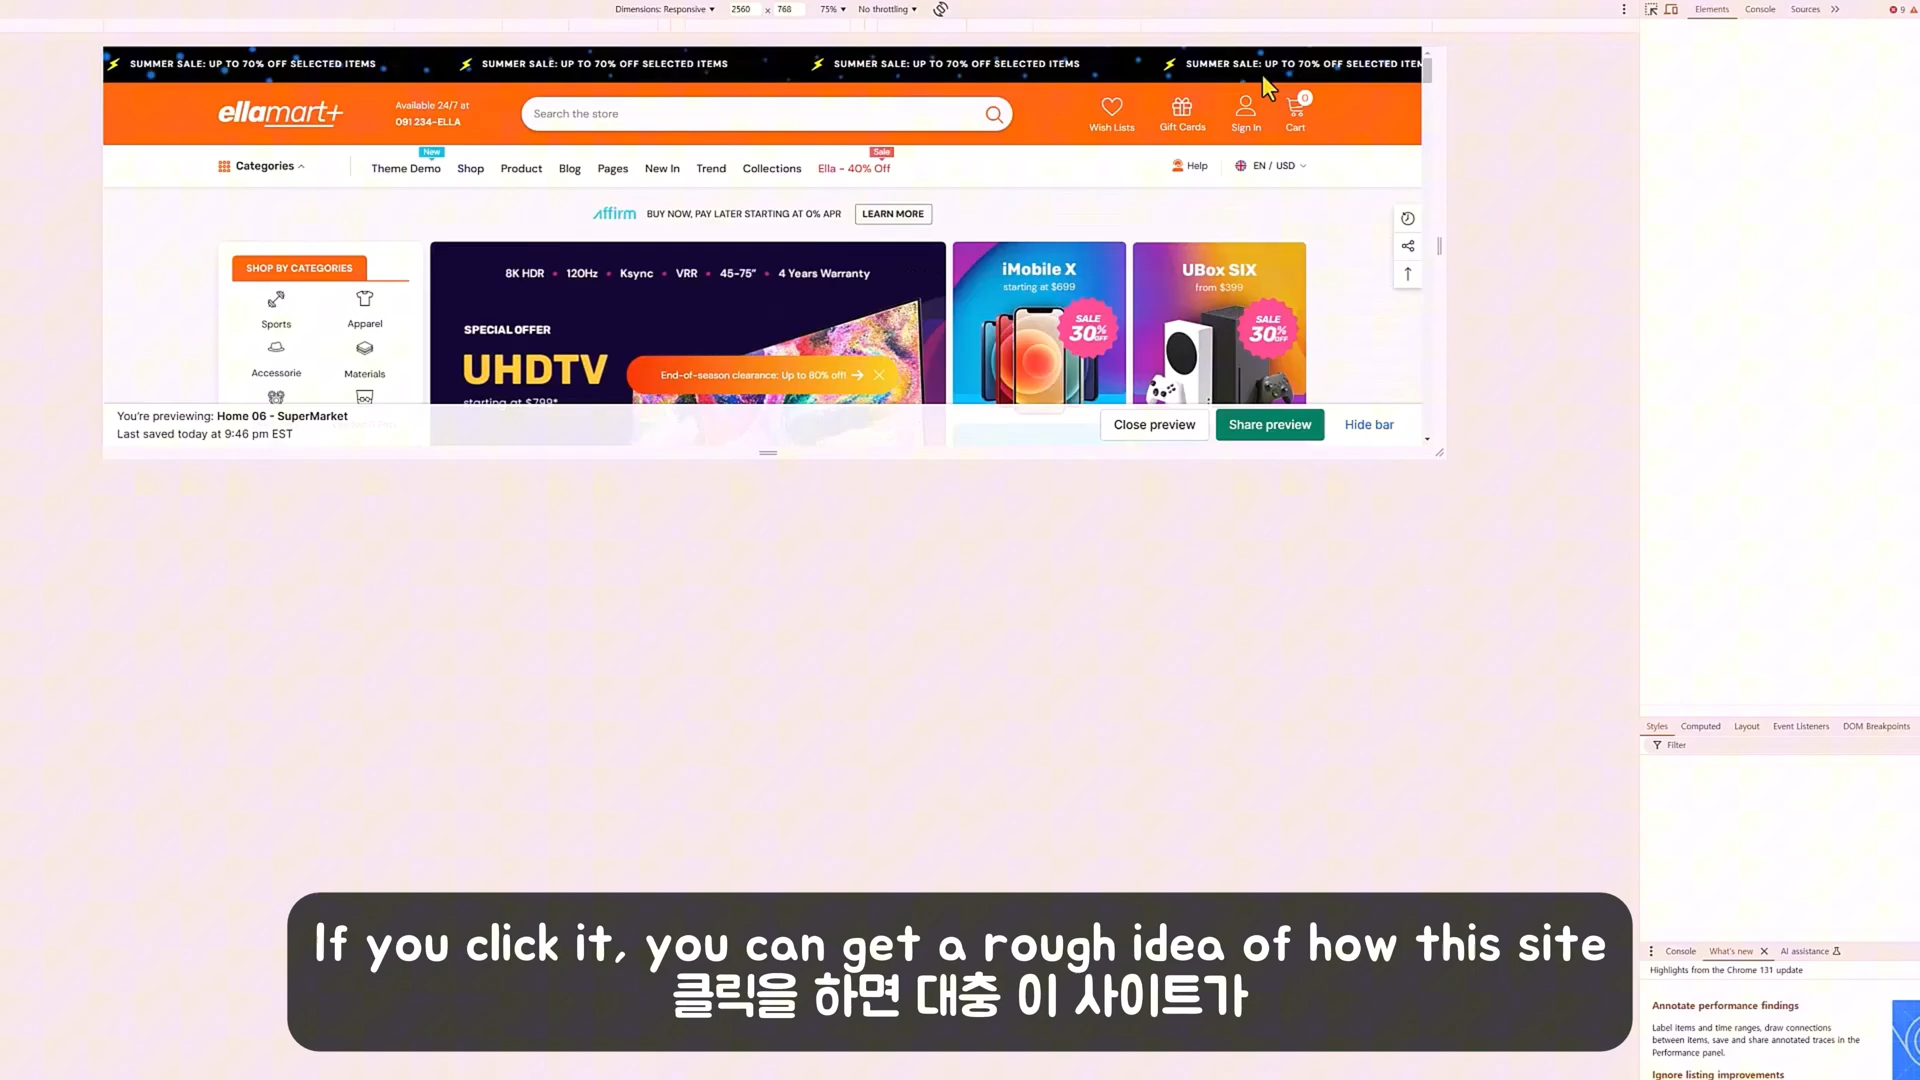 Dimensions: Responsive 2560 x 768 75% No throttling
Elements Console Sources 9
SUMMER SALE: UP TO 70% OFF SELECTED ITEMS SUMMER SALE: UP TO 70% OFF SELECTED ITEMS SUMMER SALE: UP TO 70% OFF SELECTED ITEMS SUMMER SALE: UP TO 70% OFF SELECTED ITEM
ellamart+
Available 24/7 at
091 234-ELLA
Search the store
Wish Lists
Gift Cards
Sign In
0
Cart
Categories
New
Sale
Theme Demo Shop Product Blog Pages New In Trend Collections Ella - 40% Off
Help
EN / USD
affirm BUY NOW, PAY LATER STARTING AT 0% APR LEARN MORE
SHOP BY CATEGORIES
Sports
Apparel
Accessorie
Materials
8K HDR • 120Hz • Ksync • VRR • 45-75" • 4 Years Warranty
SPECIAL OFFER
UHDTV
starting at $799*
End-of-season clearance: Up to 80% off!
iMobile X
starting at $699
SALE
30% OFF
UBox SIX
from $399
SALE
30% OFF
You're previewing: Home 06 - SuperMarket
Last saved today at 9:46 pm EST
Close preview
Share preview
Hide bar
Styles Computed Layout Event Listeners DOM Breakpoints
Filter
If you click it, you can get a rough idea of how this site
클릭을 하면 대충 이 사이트가
Console What's new AI assistance
Highlights from the Chrome 131 update
Annotate performance findings
Label items and time ranges, draw connections
between items, save and share annotated traces in the
Performance panel.
Ignore listing improvements